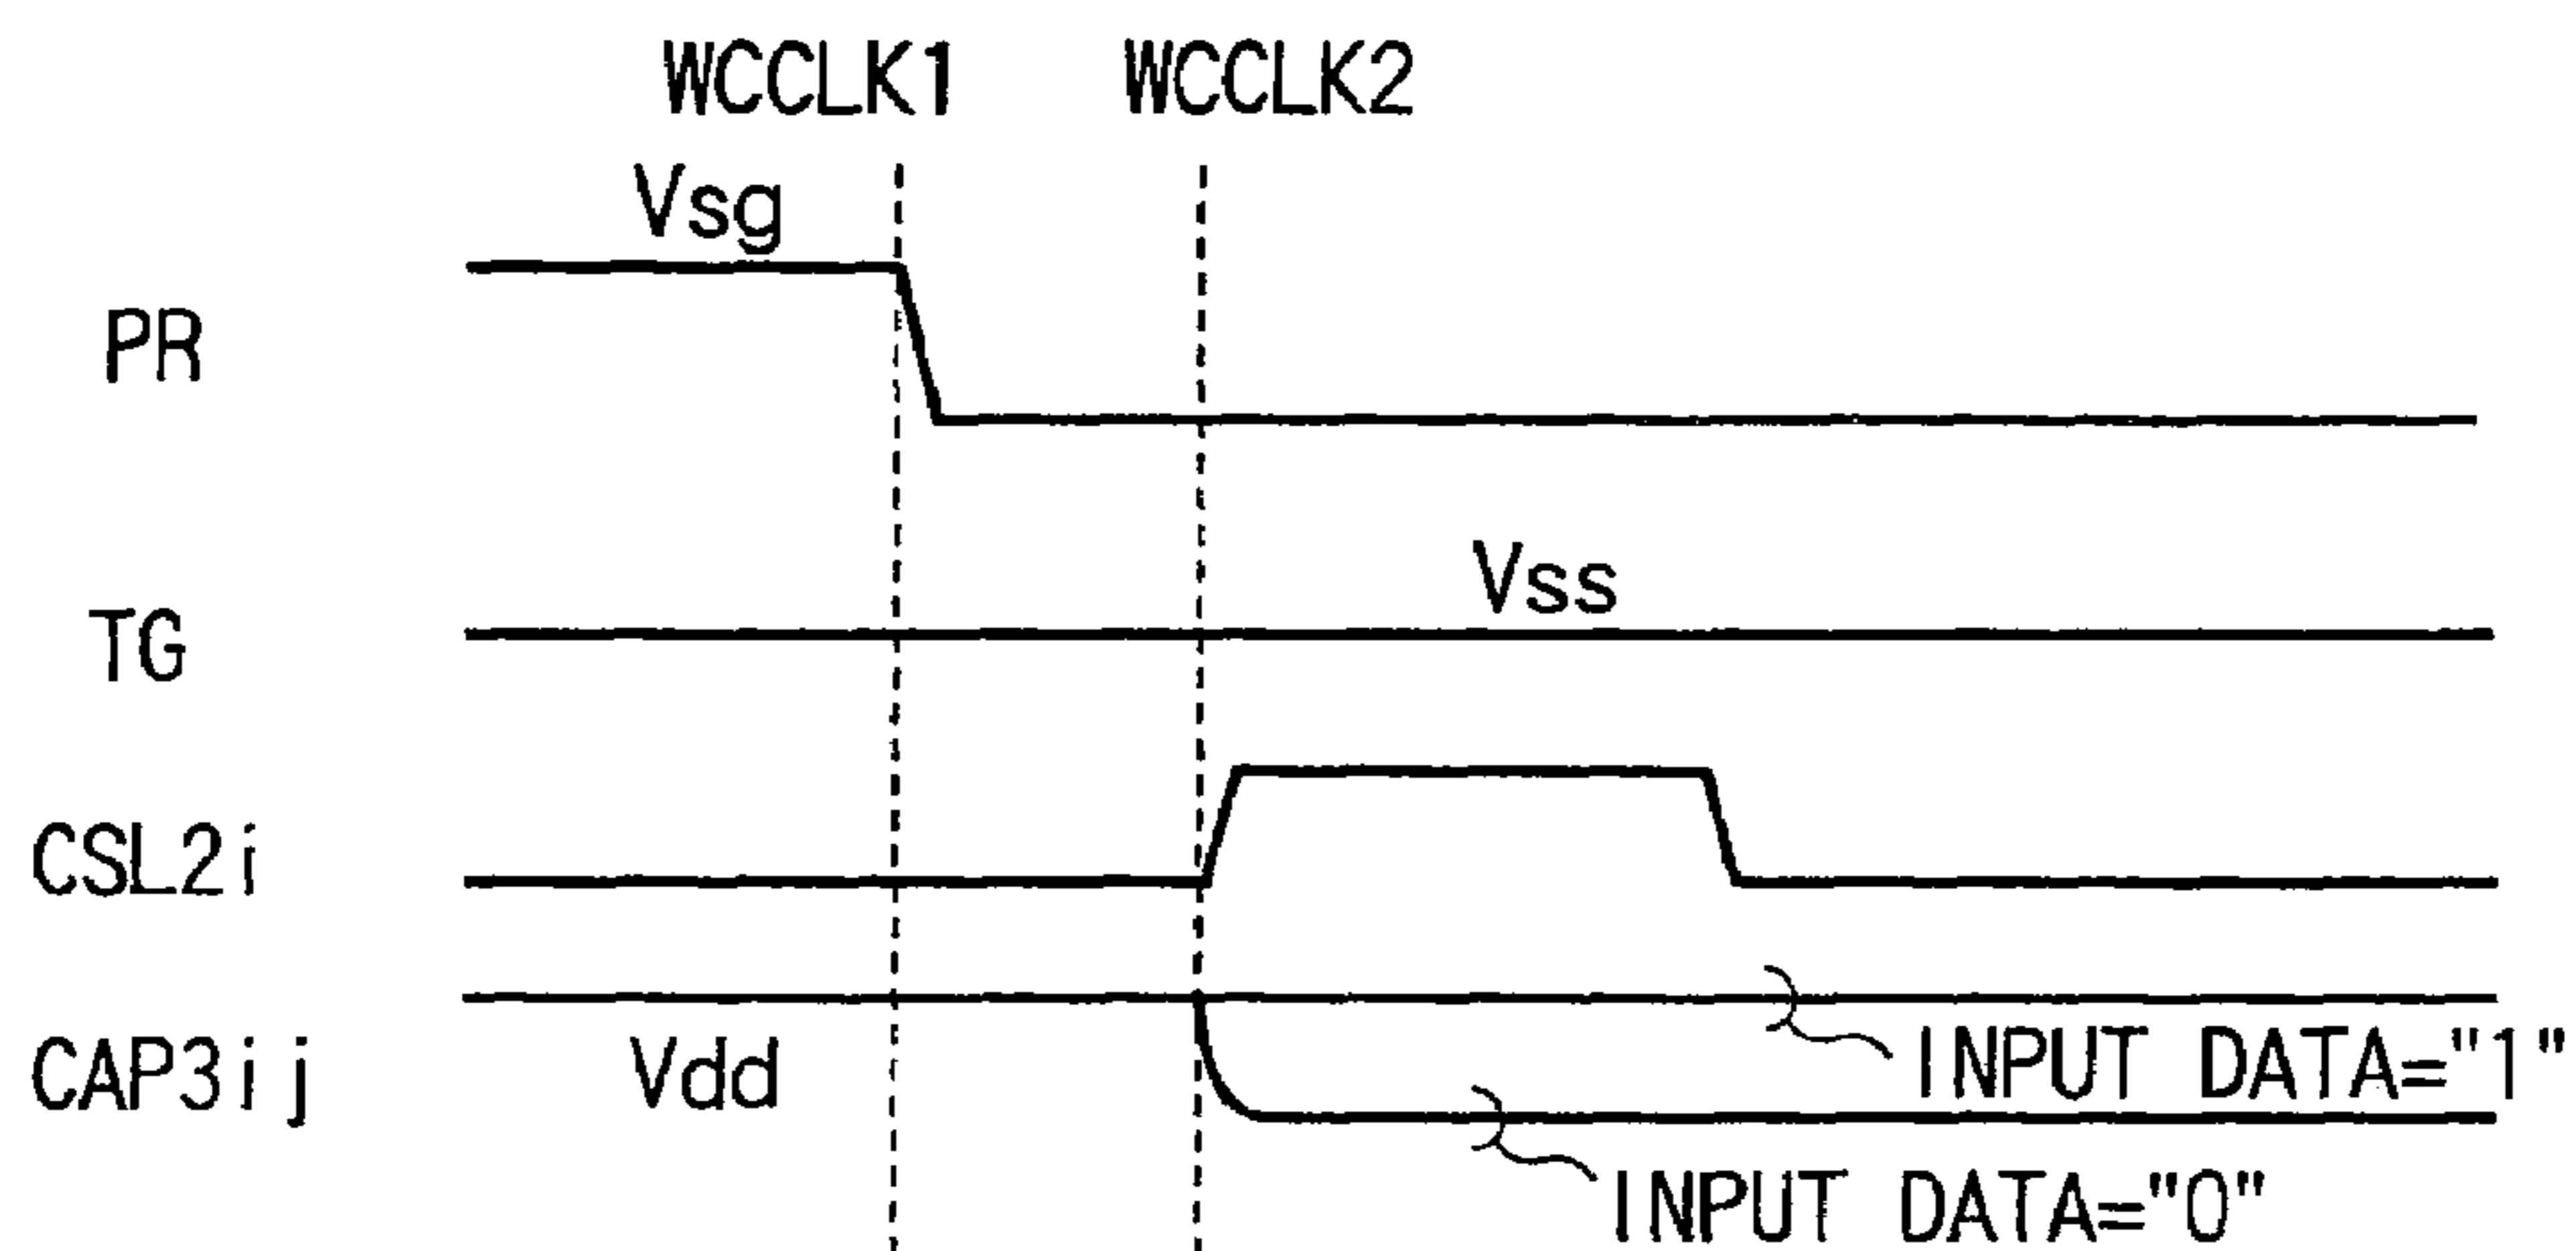 WCCLK1 WCCLK2
Vsg
PR
Vss
TG
CSL2i
CAP3ij Vdd INPUT DATA="1"
INPUT DATA="0"